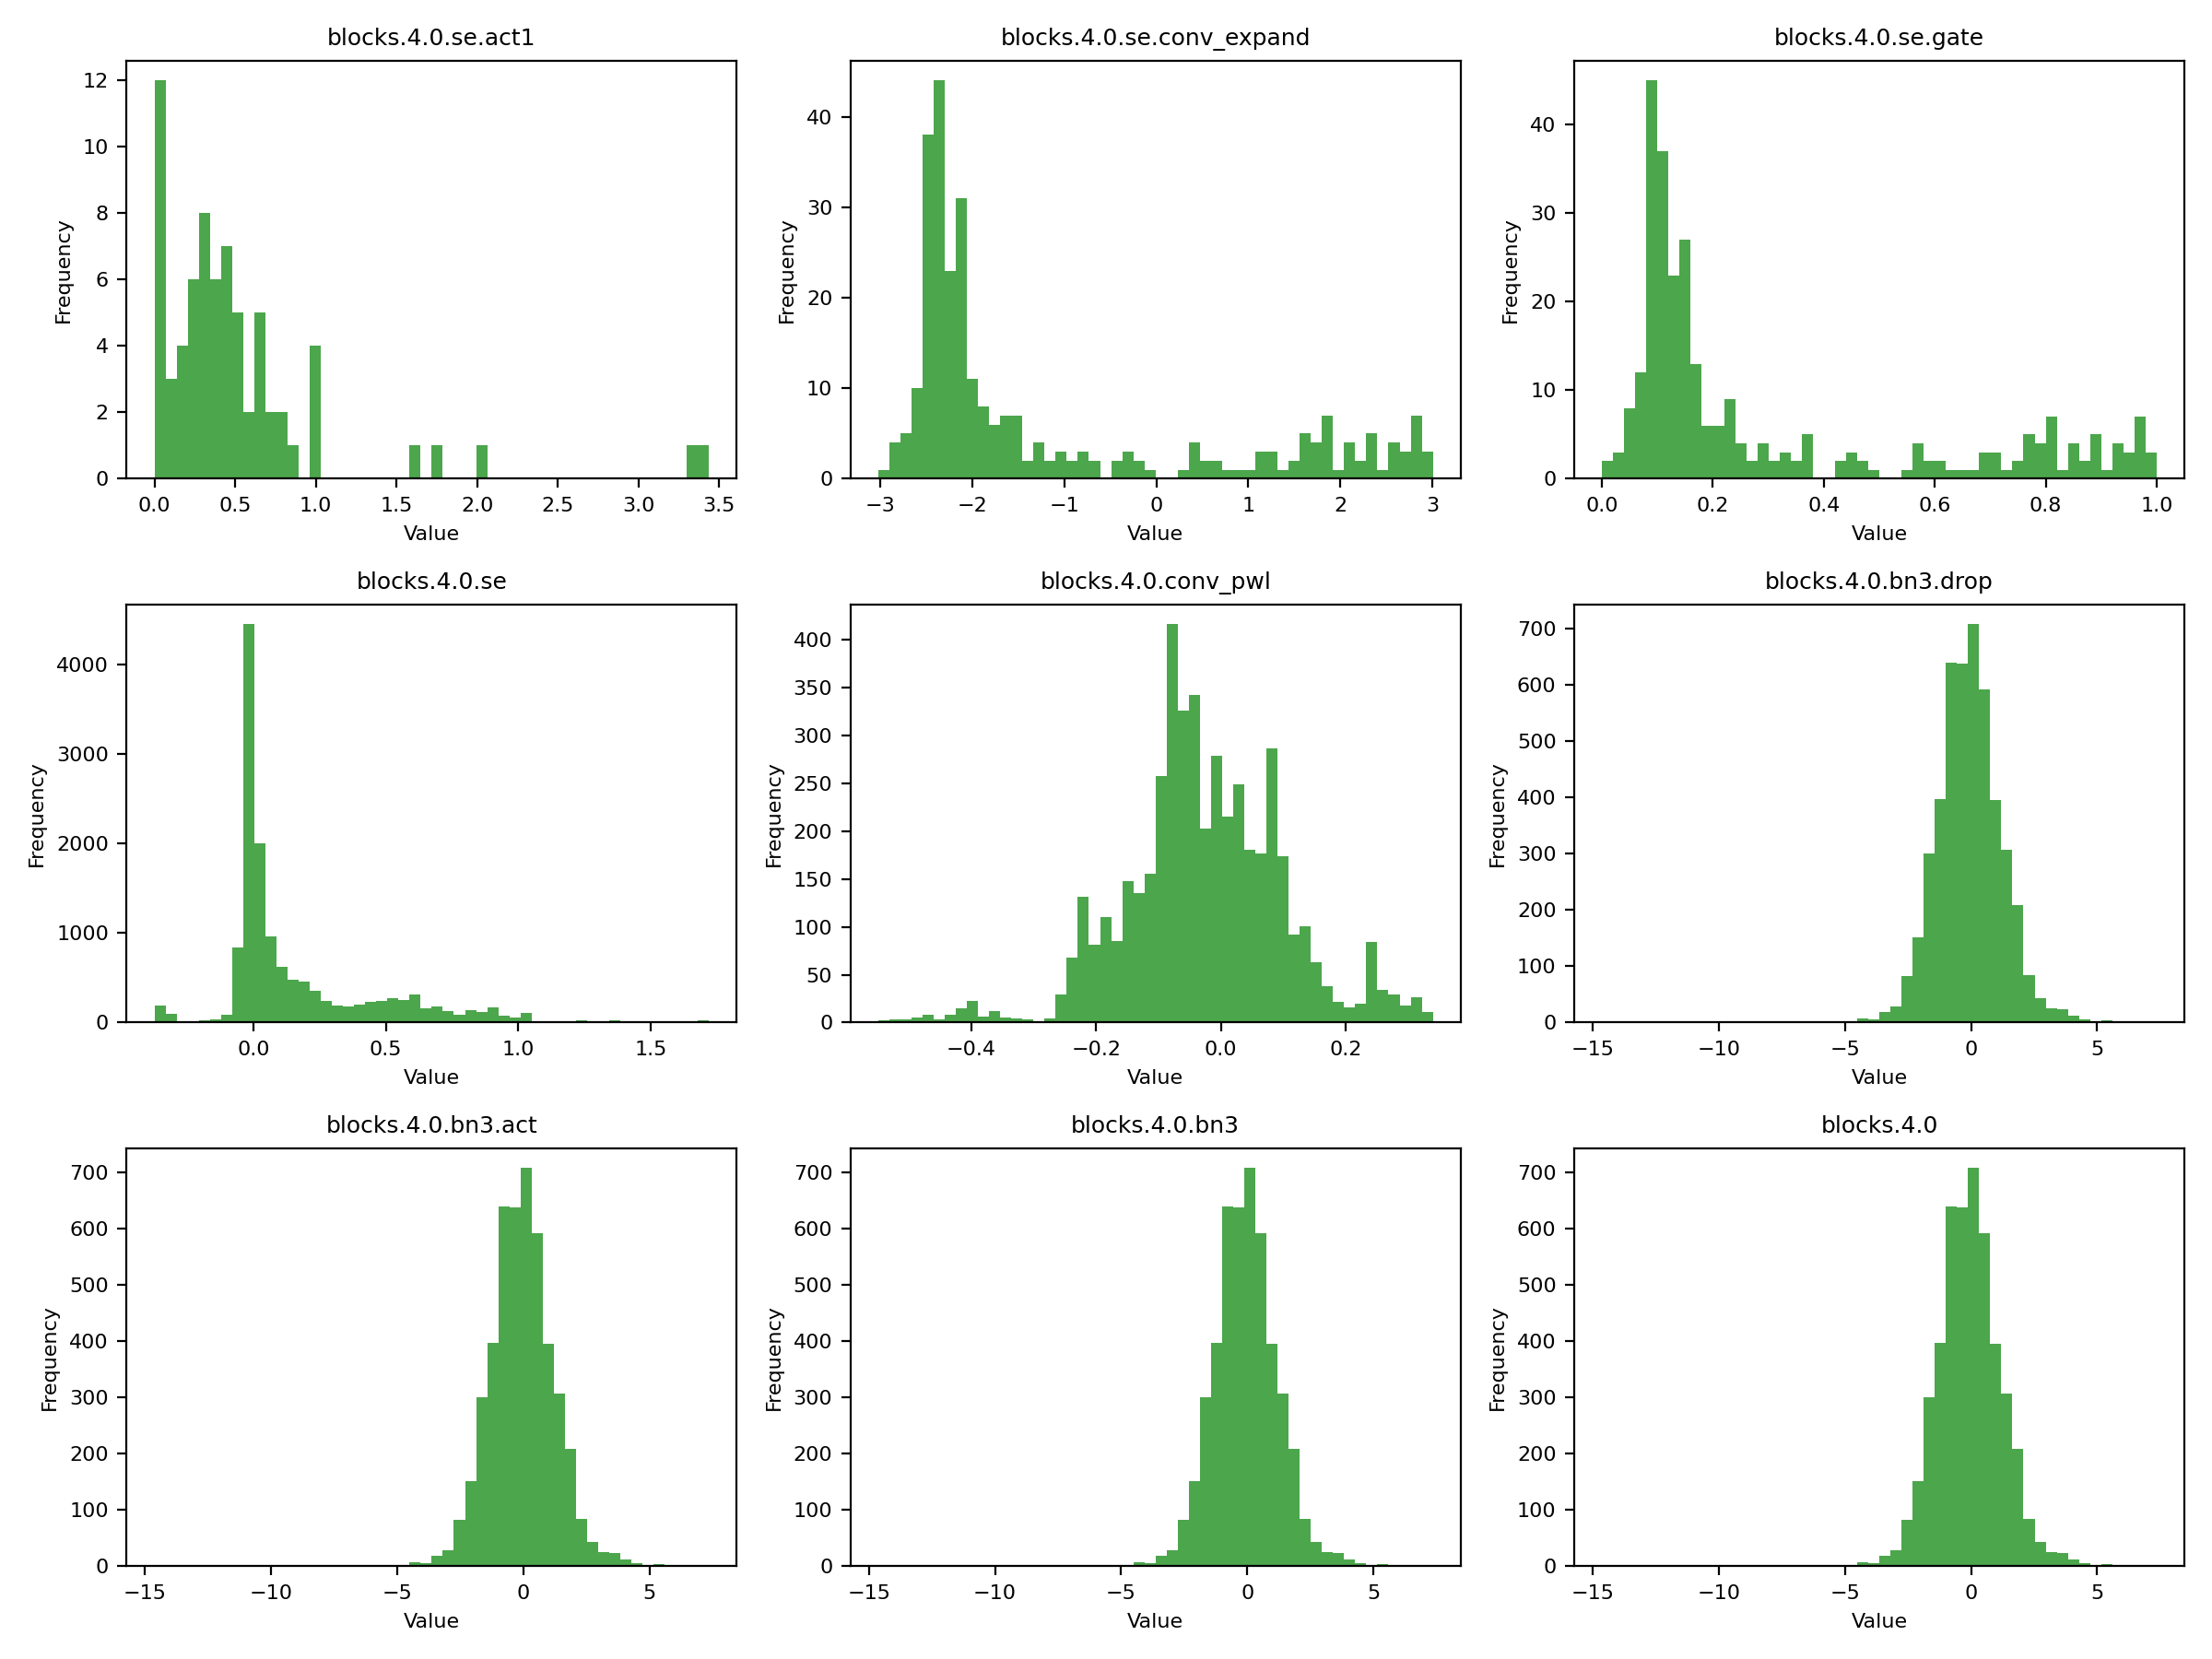 blocks.4.0.se.act1
Frequency
12
10
8
6
4
2
0
0.0 0.5 1.0 1.5 2.0 2.5 3.0 3.5
Value
blocks.4.0.se.conv_expand
Frequency
40
30
20
10
0
−3 −2 −1 0 1 2 3
Value
blocks.4.0.se.gate
Frequency
40
30
20
10
0
0.0 0.2 0.4 0.6 0.8 1.0
Value
blocks.4.0.se
Frequency
4000
3000
2000
1000
0
0.0 0.5 1.0 1.5
Value
blocks.4.0.conv_pwl
Frequency
400
350
300
250
200
150
100
50
0
−0.4 −0.2 0.0 0.2
Value
blocks.4.0.bn3.drop
Frequency
700
600
500
400
300
200
100
0
−15 −10 −5 0 5
Value
blocks.4.0.bn3.act
Frequency
700
600
500
400
300
200
100
0
−15 −10 −5 0 5
Value
blocks.4.0.bn3
Frequency
700
600
500
400
300
200
100
0
−15 −10 −5 0 5
Value
blocks.4.0
Frequency
700
600
500
400
300
200
100
0
−15 −10 −5 0 5
Value